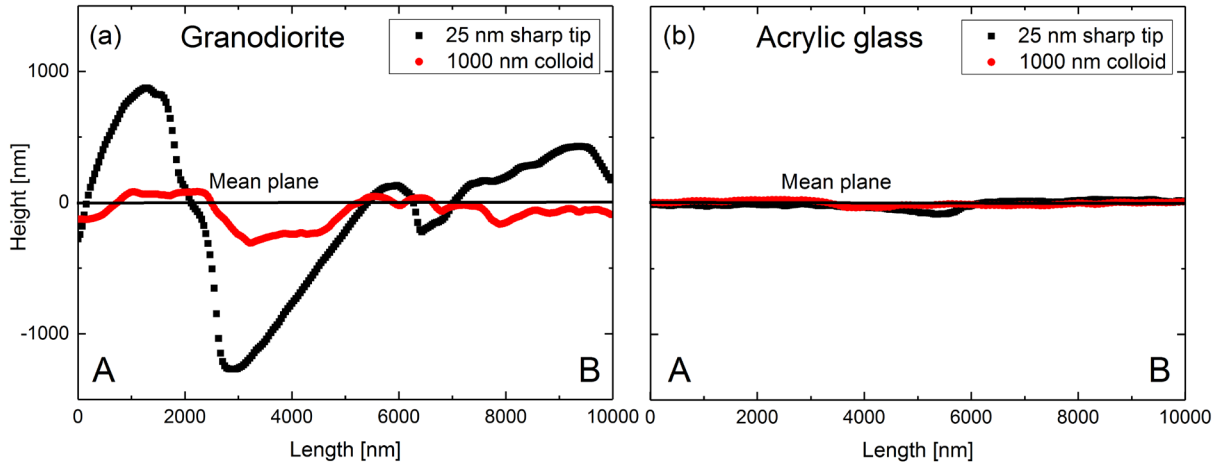 (a) Granodiorite
25 nm sharp tip
1000 nm colloid
Mean plane
A B
Height [nm]
1000
0
-1000
0 2000 4000 6000 8000 10000
Length [nm]
(b) Acrylic glass
25 nm sharp tip
1000 nm colloid
Mean plane
A B
0 2000 4000 6000 8000 10000
Length [nm]